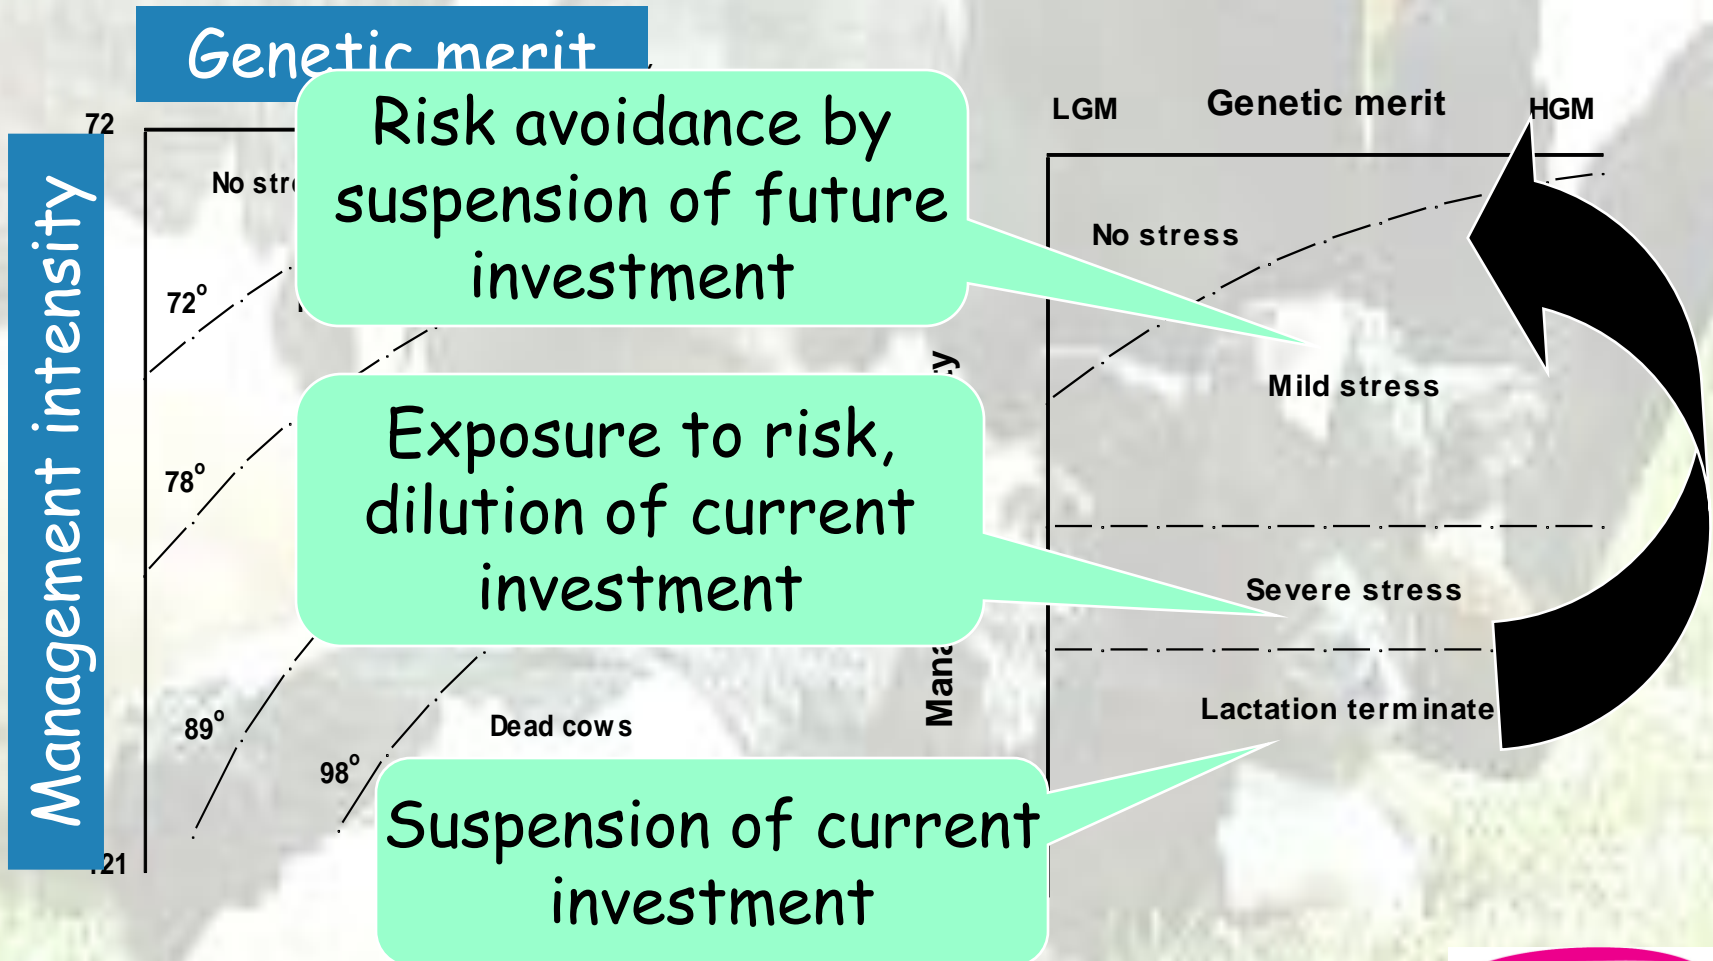 Genetic merit
Management intensity
72
No
72°
78°
89°
98°
Dead cows
Risk avoidance by
suspension of future
investment
Exposure to risk,
dilution of current
investment
Suspension of current
investment
LGM Genetic merit HGM
No stress
Mild stress
Severe stress
Lactation terminate